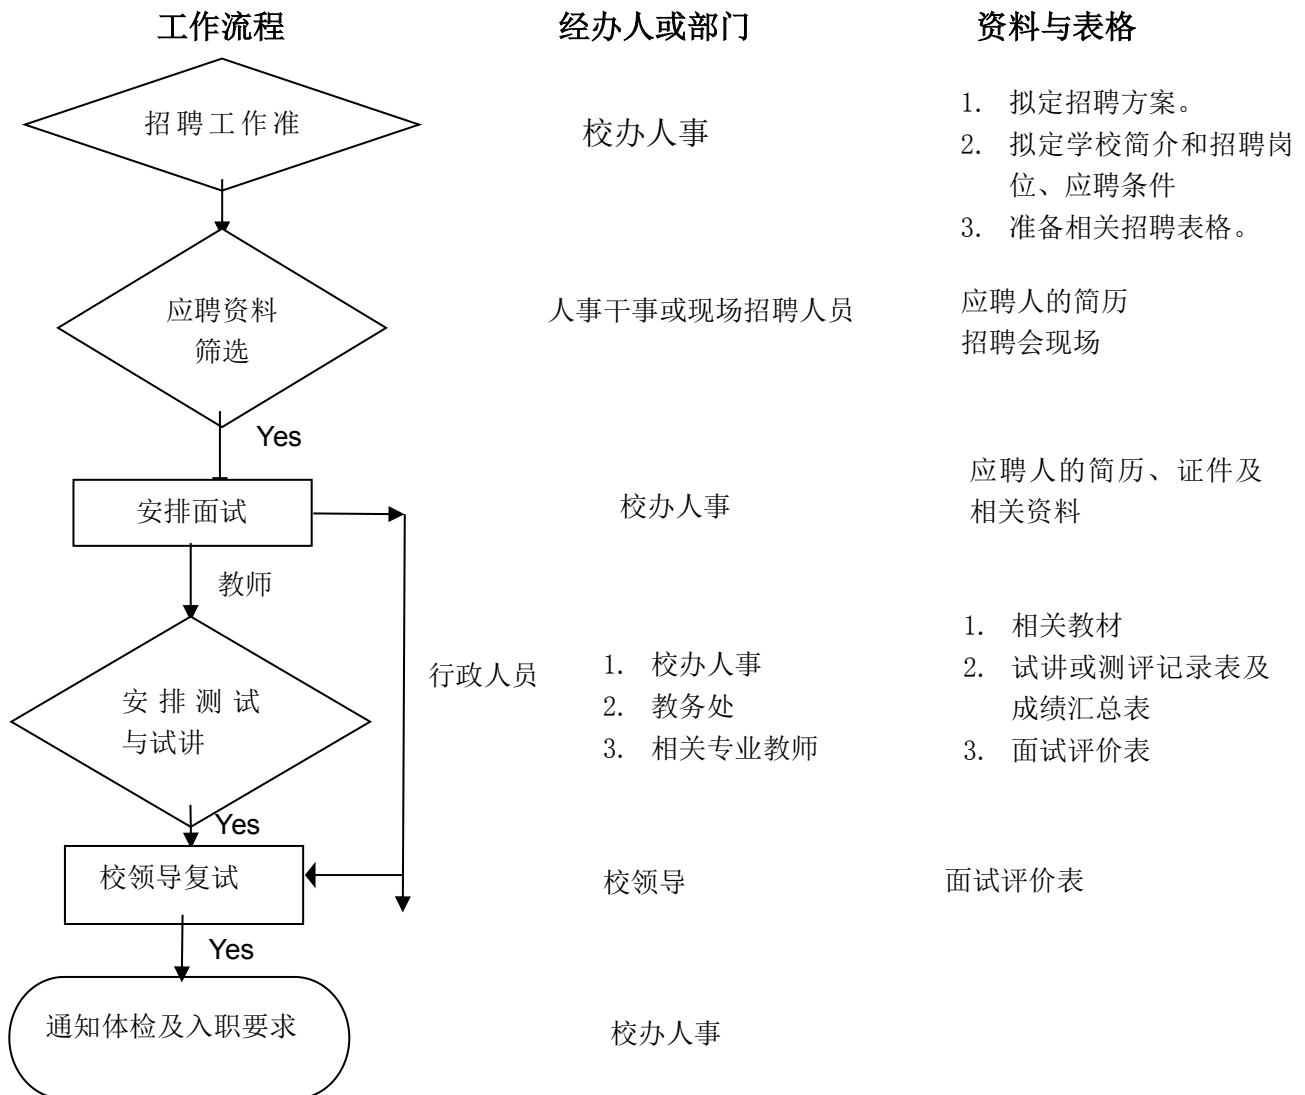 工作流程 经办人或部门 资料与表格
招聘工作准 校办人事 1. 拟定招聘方案。
2. 拟定学校简介和招聘岗
位、应聘条件
3. 准备相关招聘表格。
应聘资料 人事干事或现场招聘人员 应聘人的简历
筛选 招聘会现场
Yes
安排面试 校办人事 应聘人的简历、证件及
相关资料
教师
行政人员
安排测试
与试讲
1. 校办人事
2. 教务处
3. 相关专业教师
1. 相关教材
2. 试讲或测评记录表及
成绩汇总表
3. 面试评价表
Yes
校领导复试 校领导 面试评价表
Yes
通知体检及入职要求 校办人事